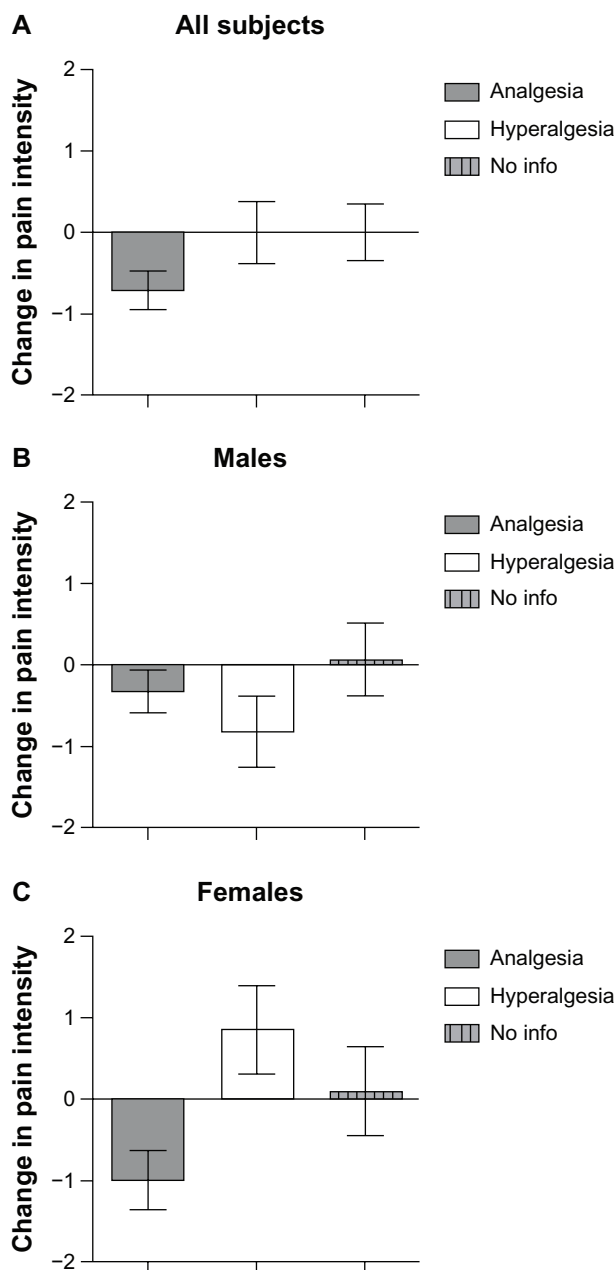 A
All subjects
Change in pain intensity
2
1
0
−1
−2
Analgesia
Hyperalgesia
No info
B
Males
Change in pain intensity
2
1
0
−1
−2
Analgesia
Hyperalgesia
No info
C
Females
Change in pain intensity
2
1
0
−1
−2
Analgesia
Hyperalgesia
No info